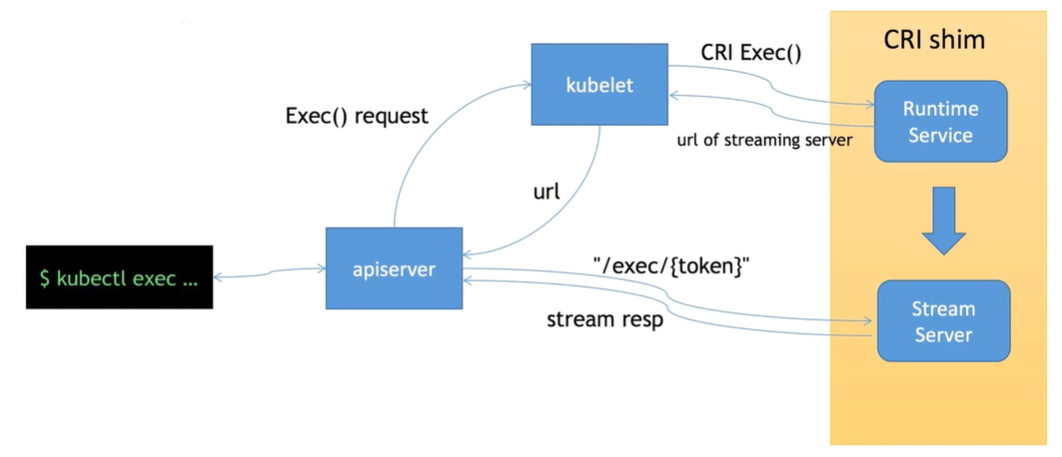 CRI shim
CRI Exec()
kubelet
Runtime
Service
Exec() request
url of streaming server
url
$ kubectl exec ...
apiserver
"/exec/{token}"
stream resp
Stream
Server